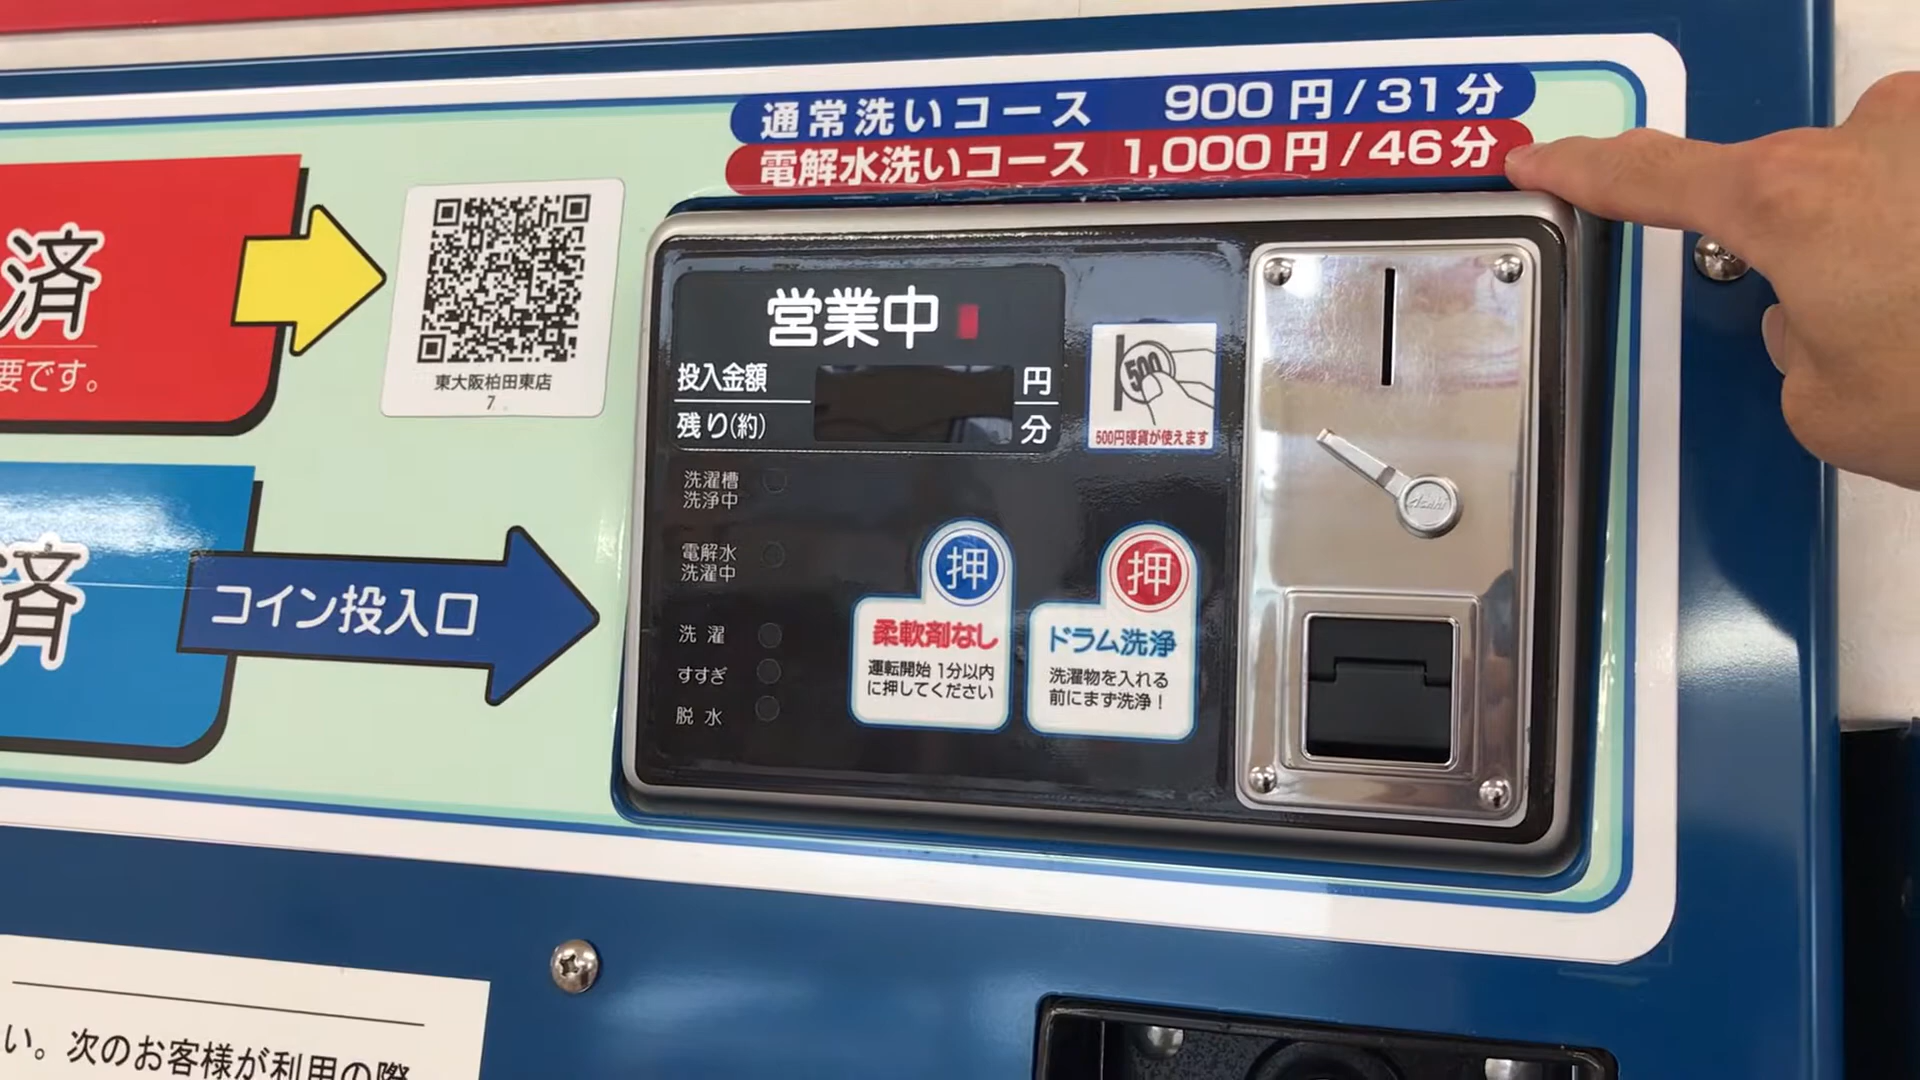 通常洗いコース 900円/31分
電解水洗いコース 1,000円/46分
済
要です。
東大阪柏田東店
7
営業中
投入金額 円
残り(約) 分
500
500円硬貨が使えます
洗濯槽
洗浄中
電解水
洗濯中
洗濯
すすぎ
脱水
押
柔軟剤なし
運転開始 1分以内
に押してください
押
ドラム洗浄
洗濯物を入れる
前にまず洗浄!
Asahi
済
コイン投入口
い。次のお客様が利用の際